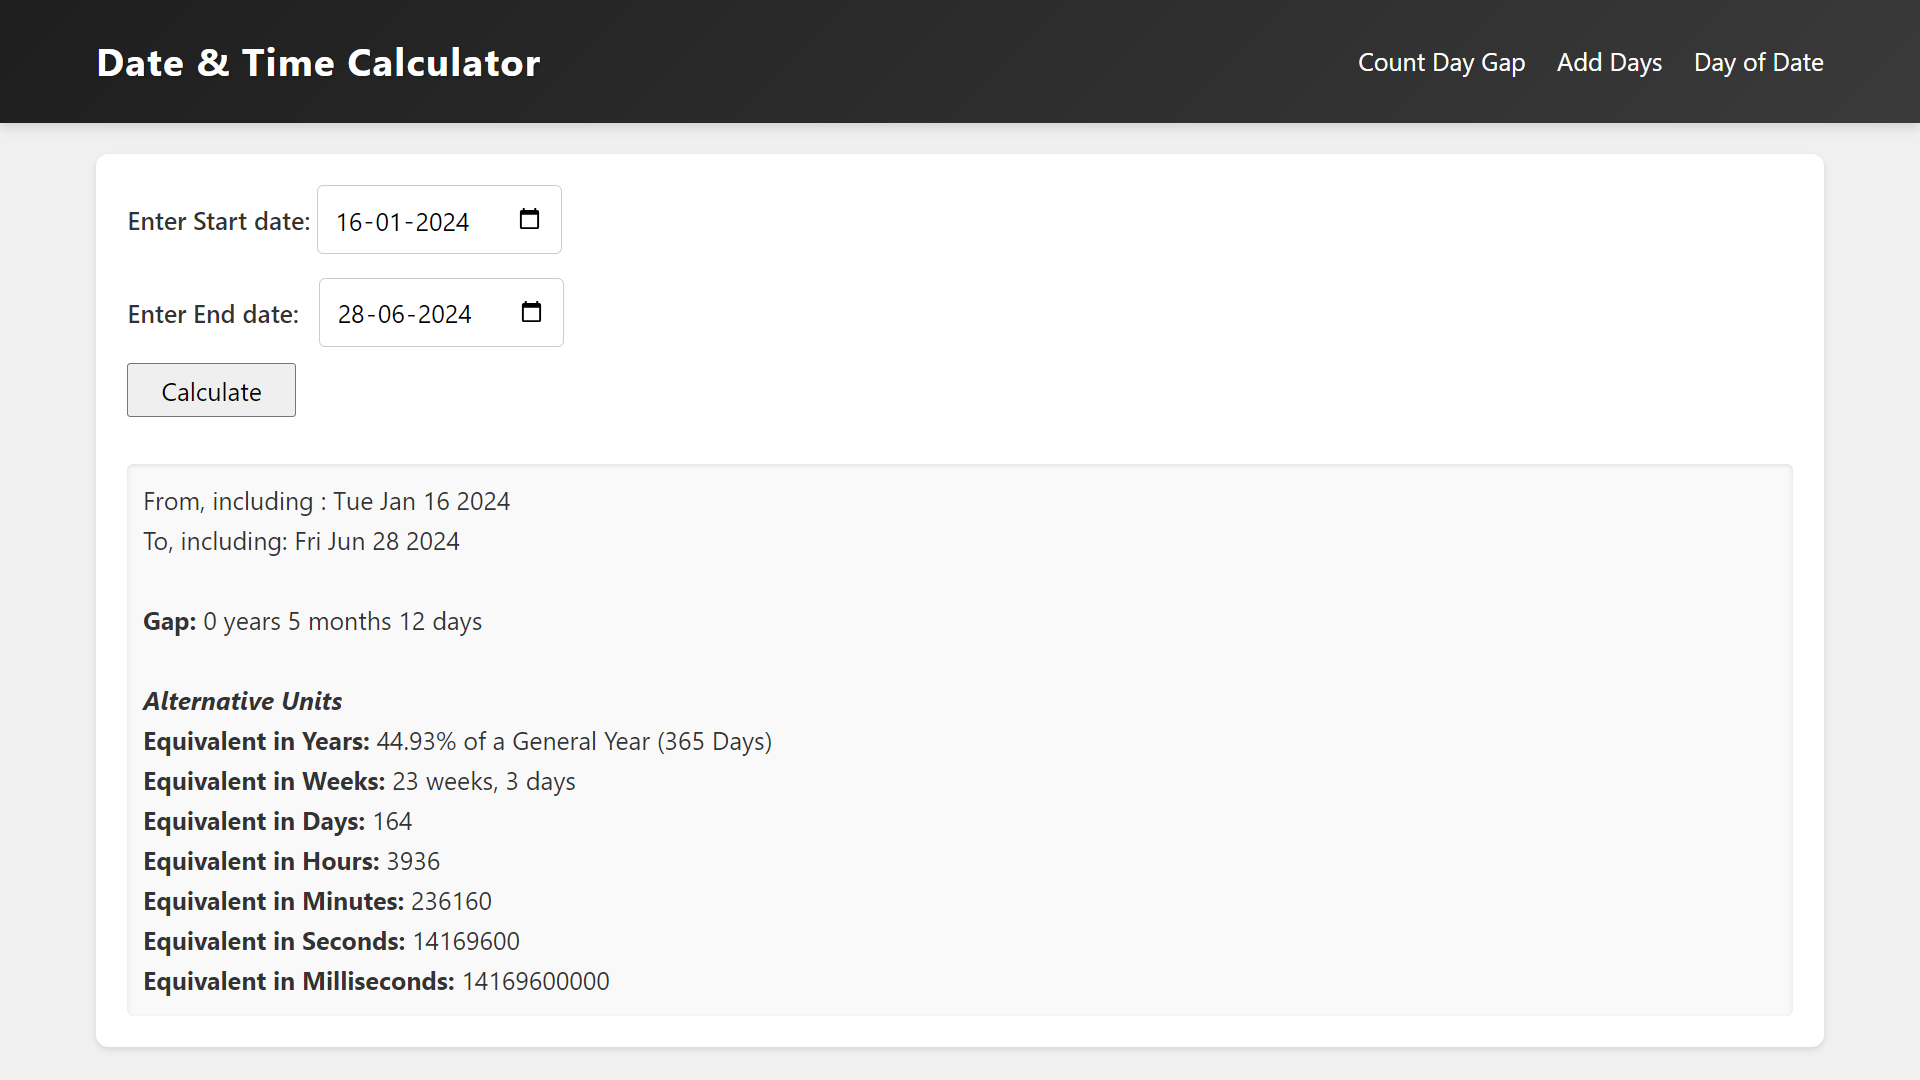 Date & Time Calculator
Count Day Gap Add Days Day of Date
Enter Start date: 16-01-2024
Enter End date: 28-06-2024
Calculate
From, including : Tue Jan 16 2024
To, including: Fri Jun 28 2024
Gap: 0 years 5 months 12 days
Alternative Units
Equivalent in Years: 44.93% of a General Year (365 Days)
Equivalent in Weeks: 23 weeks, 3 days
Equivalent in Days: 164
Equivalent in Hours: 3936
Equivalent in Minutes: 236160
Equivalent in Seconds: 14169600
Equivalent in Milliseconds: 14169600000